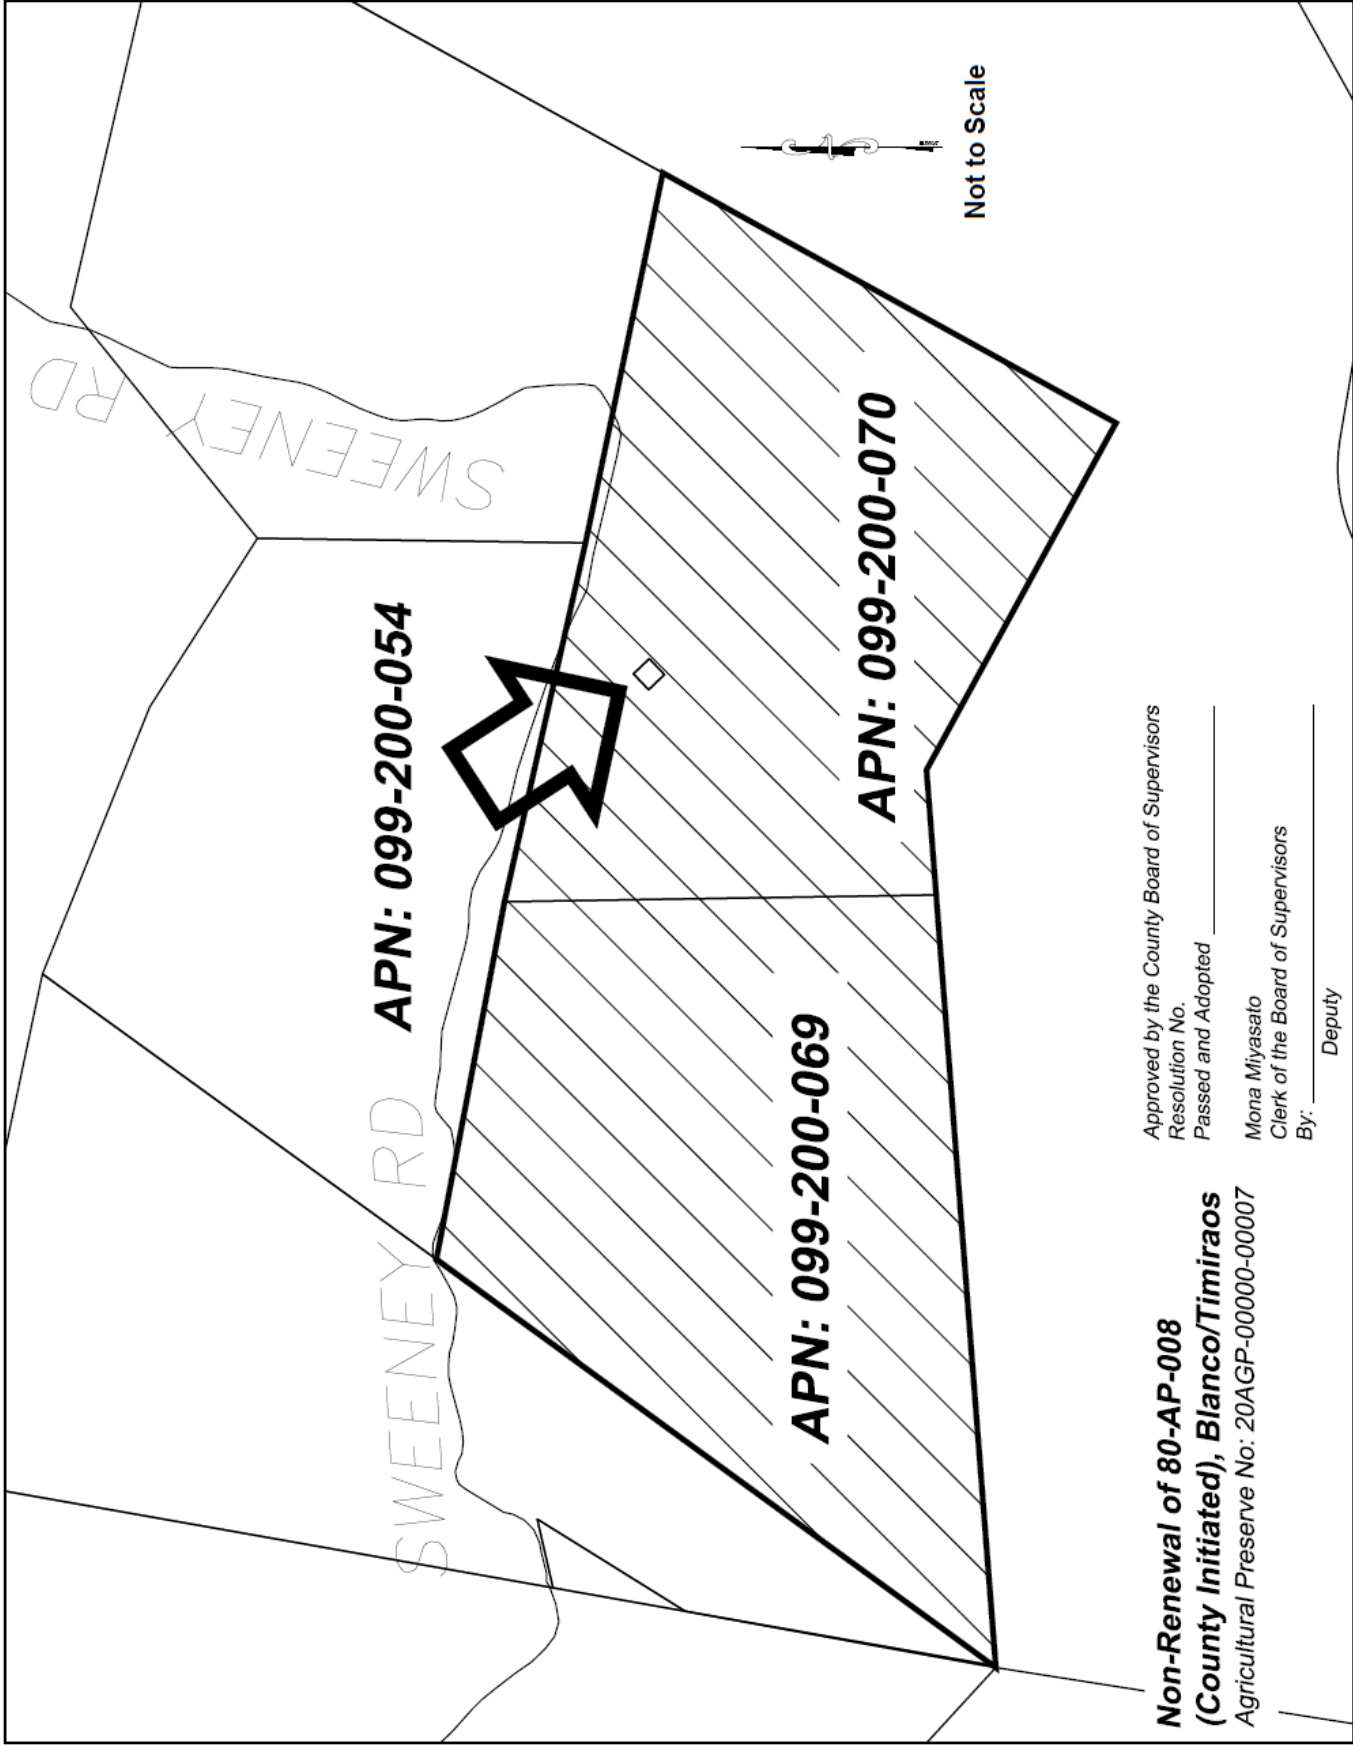 SWEENEY RD
SWEENEY RD
APN: 099-200-054
APN: 099-200-069
APN: 099-200-070
Not to Scale
Non-Renewal of 80-AP-008
(County Initiated), Blanco/Timiraos
Agricultural Preserve No: 20AGP-00000-00007
Approved by the County Board of Supervisors
Resolution No.
Passed and Adopted
Mona Miyasato
Clerk of the Board of Supervisors
By:
Deputy